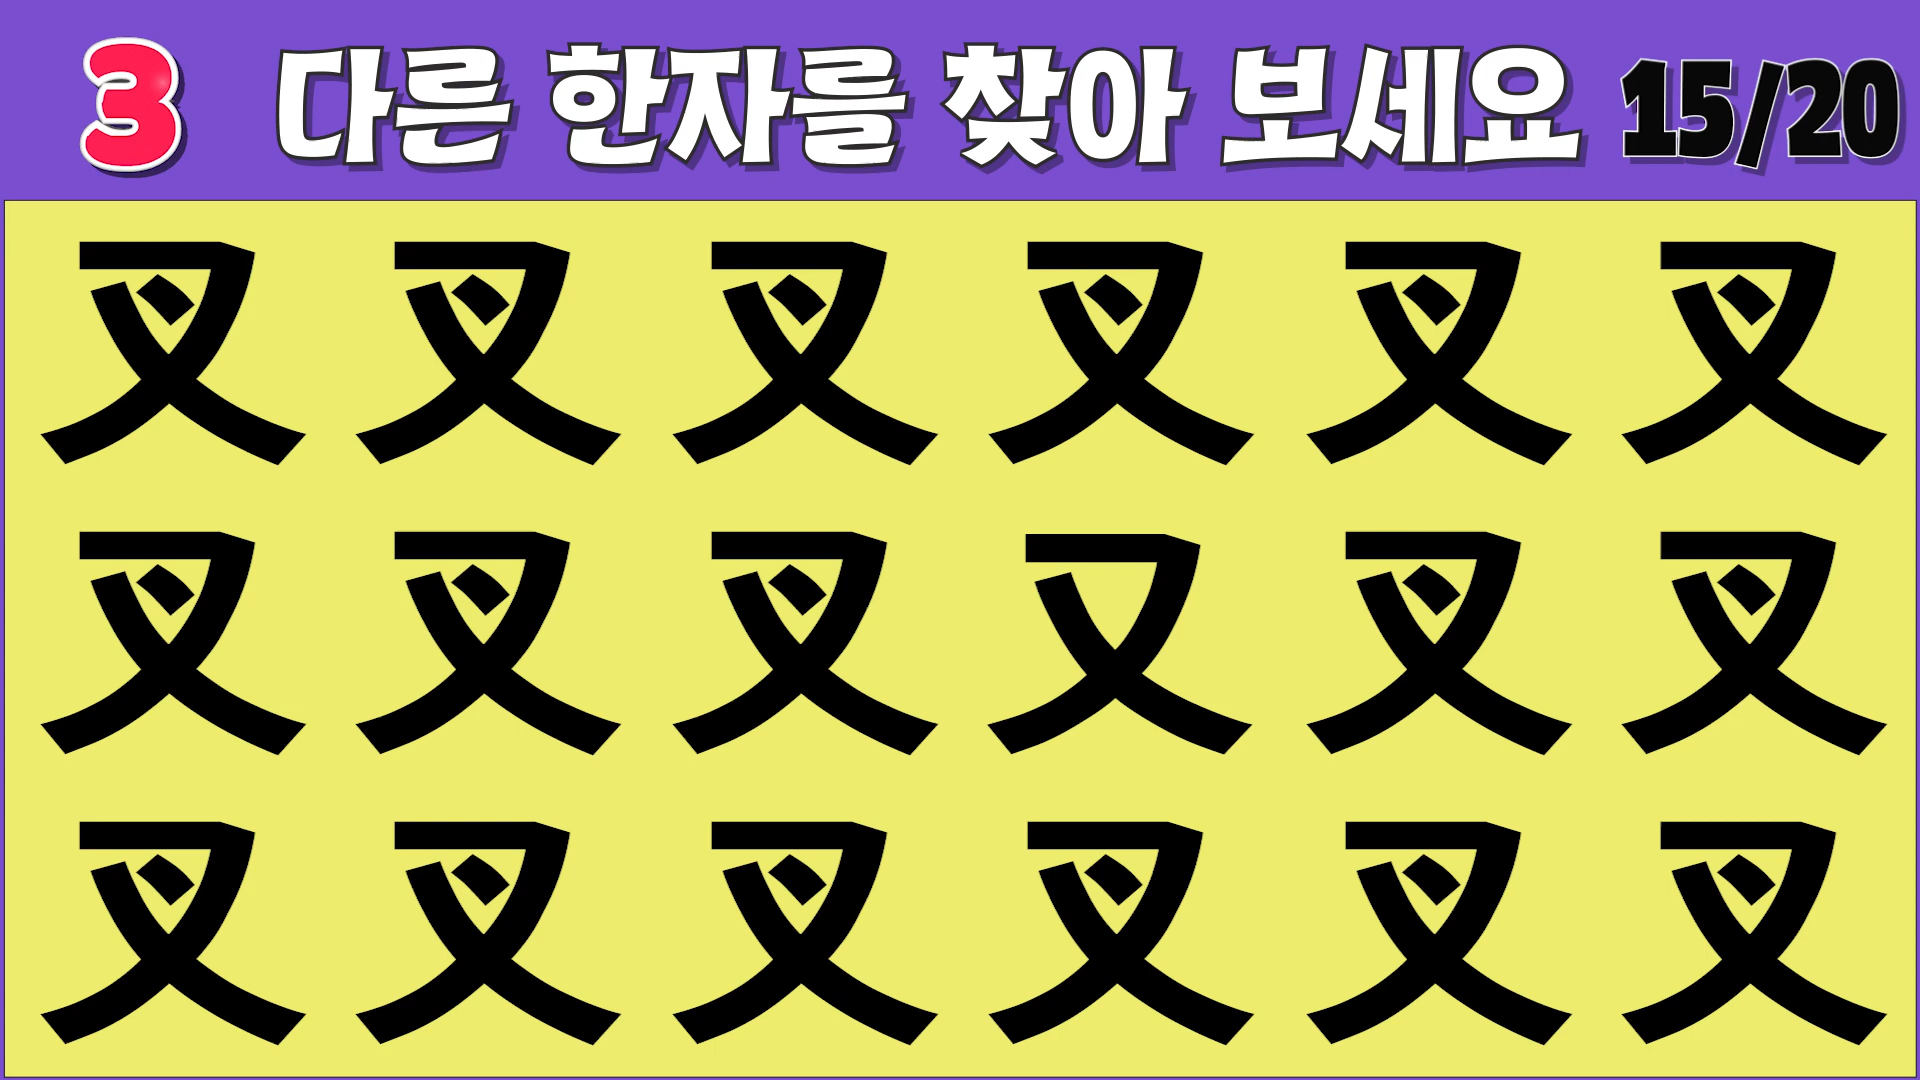 3 다른 한자를 찾아 보세요 15/20
叉 叉 叉 叉 叉 叉
叉 叉 叉 又 叉 叉
叉 叉 叉 叉 叉 叉